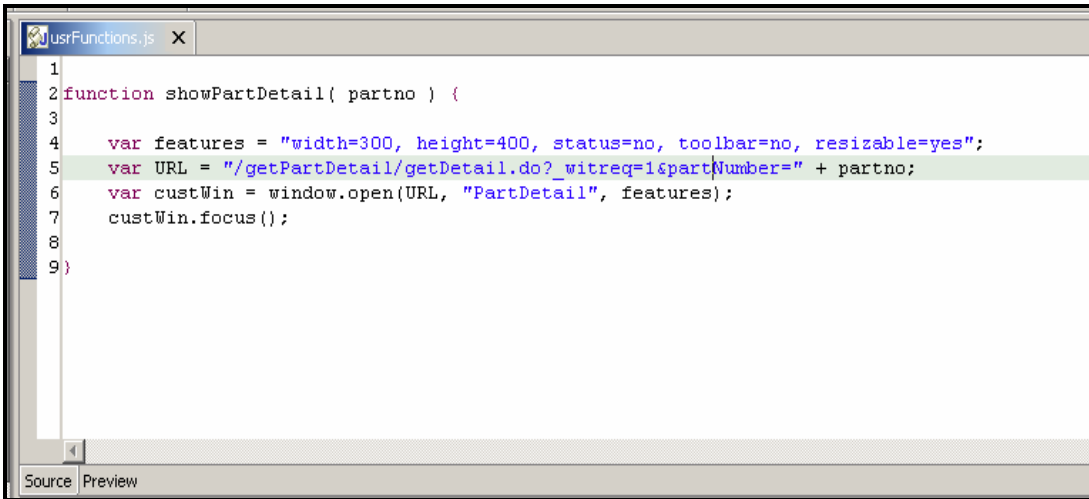 usrFunctions.js X
1
2 function showPartDetail( partno ) {
3
4 var features = "width=300, height=400, status=no, toolbar=no, resizable=yes";
5 var URL = "/getPartDetail/getDetail.do?_witreq=1&partNumber=" + partno;
6 var custWin = window.open(URL, "PartDetail", features);
7 custWin.focus();
8
9 }
Source Preview